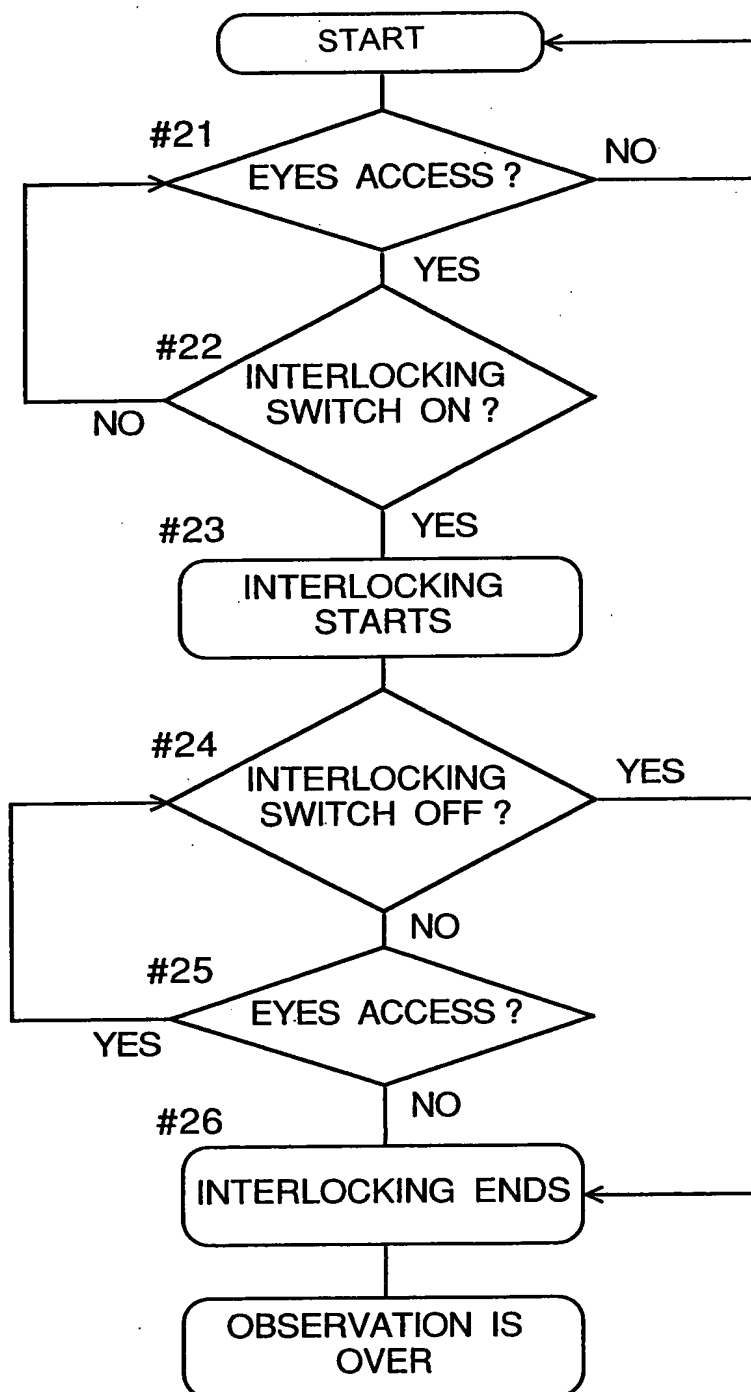 START
#21
EYES ACCESS ?
NO
YES
#22
INTERLOCKING
SWITCH ON ?
NO
YES
#23
INTERLOCKING
STARTS
#24
INTERLOCKING
SWITCH OFF ?
YES
NO
#25
EYES ACCESS ?
YES
NO
#26
INTERLOCKING ENDS
OBSERVATION IS
OVER